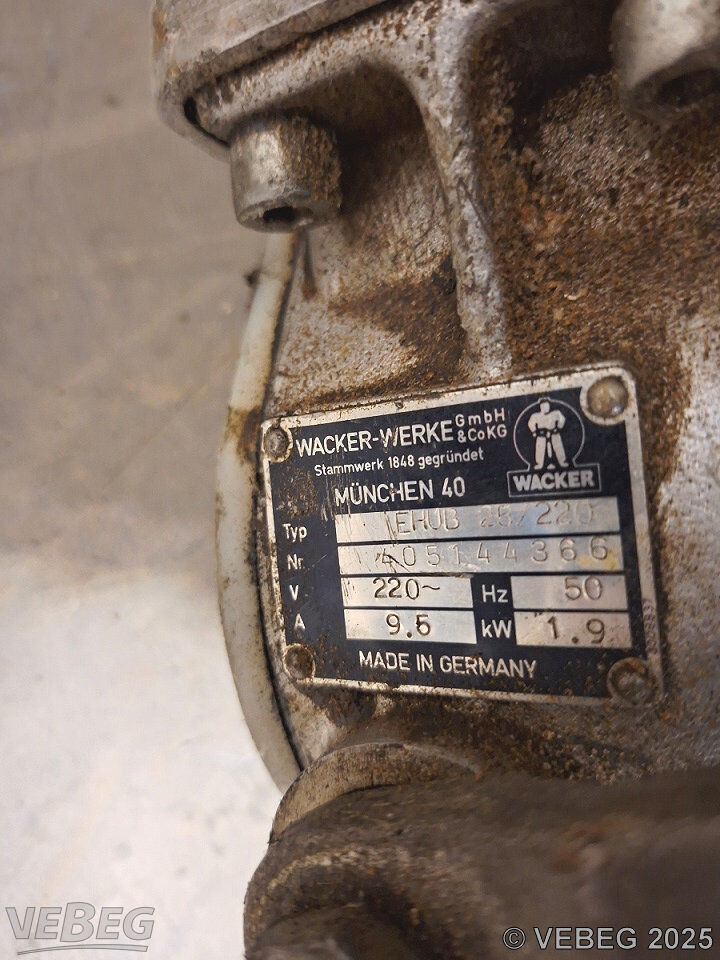 WACKER-WERKE GmbH & Co KG
Stammwerk 1848 gegründet
MÜNCHEN 40
WACKER
Typ EHUB 28/220
Nr. 405144366
V 220~ Hz 50
A 9.5 kW 1.9
MADE IN GERMANY
VEBEG
© VEBEG 2025